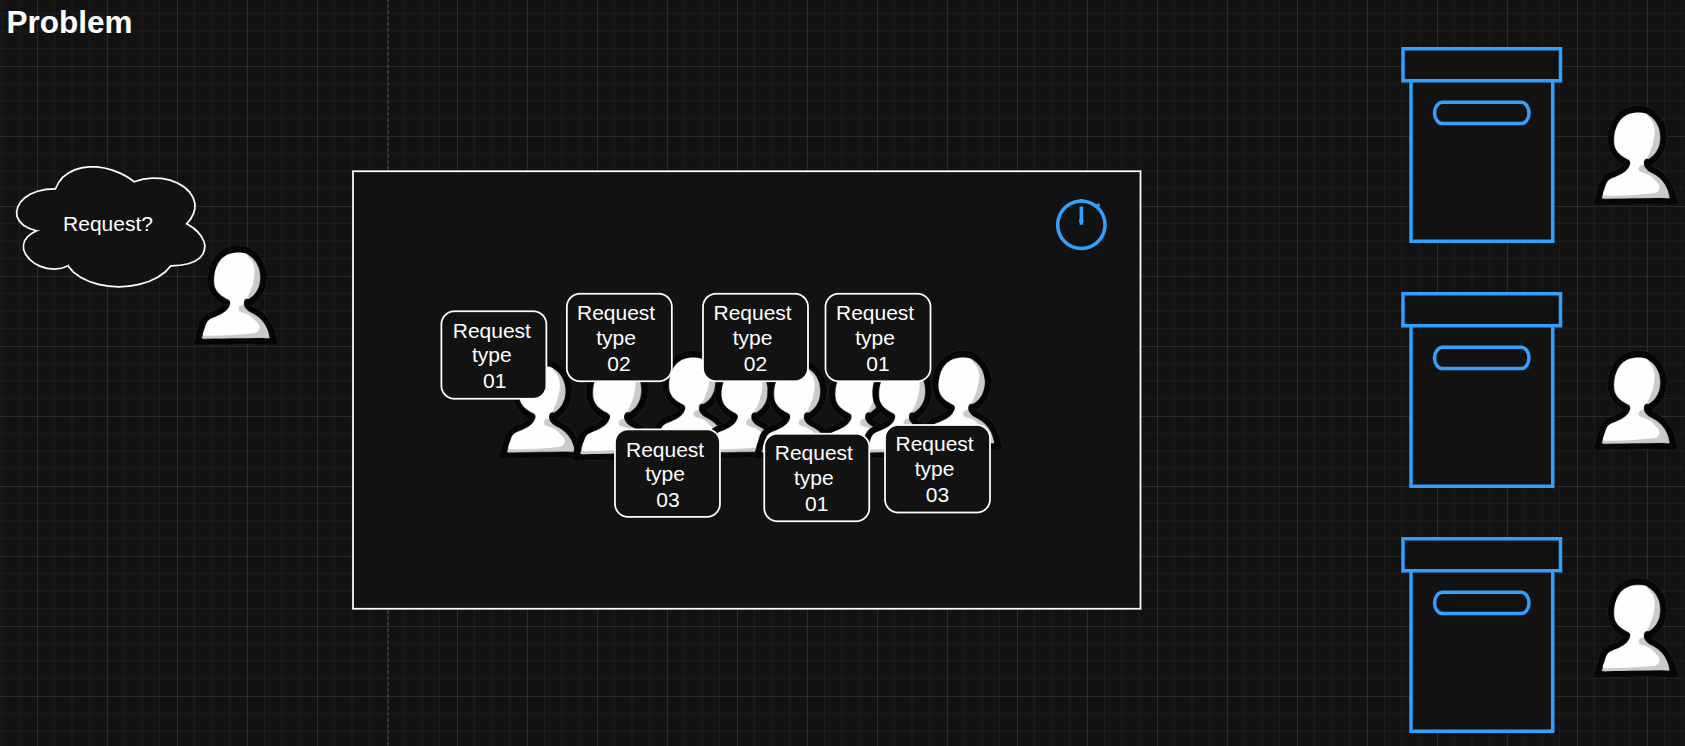 Problem
Request?
Request
type
01
Request
type
02
Request
type
02
Request
type
01
Request
type
03
Request
type
01
Request
type
03